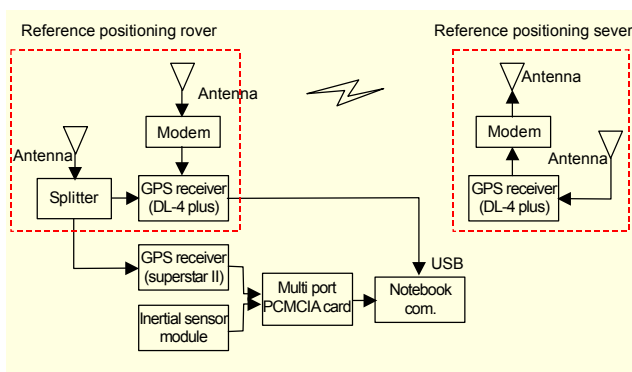 Reference positioning rover
Reference positioning sever
Antenna
Modem
Antenna
Splitter
GPS receiver
(DL-4 plus)
Antenna
Modem
Antenna
GPS receiver
(DL-4 plus)
GPS receiver
(superstar II)
Inertial sensor
module
Multi port
PCMCIA card
USB
Notebook
com.